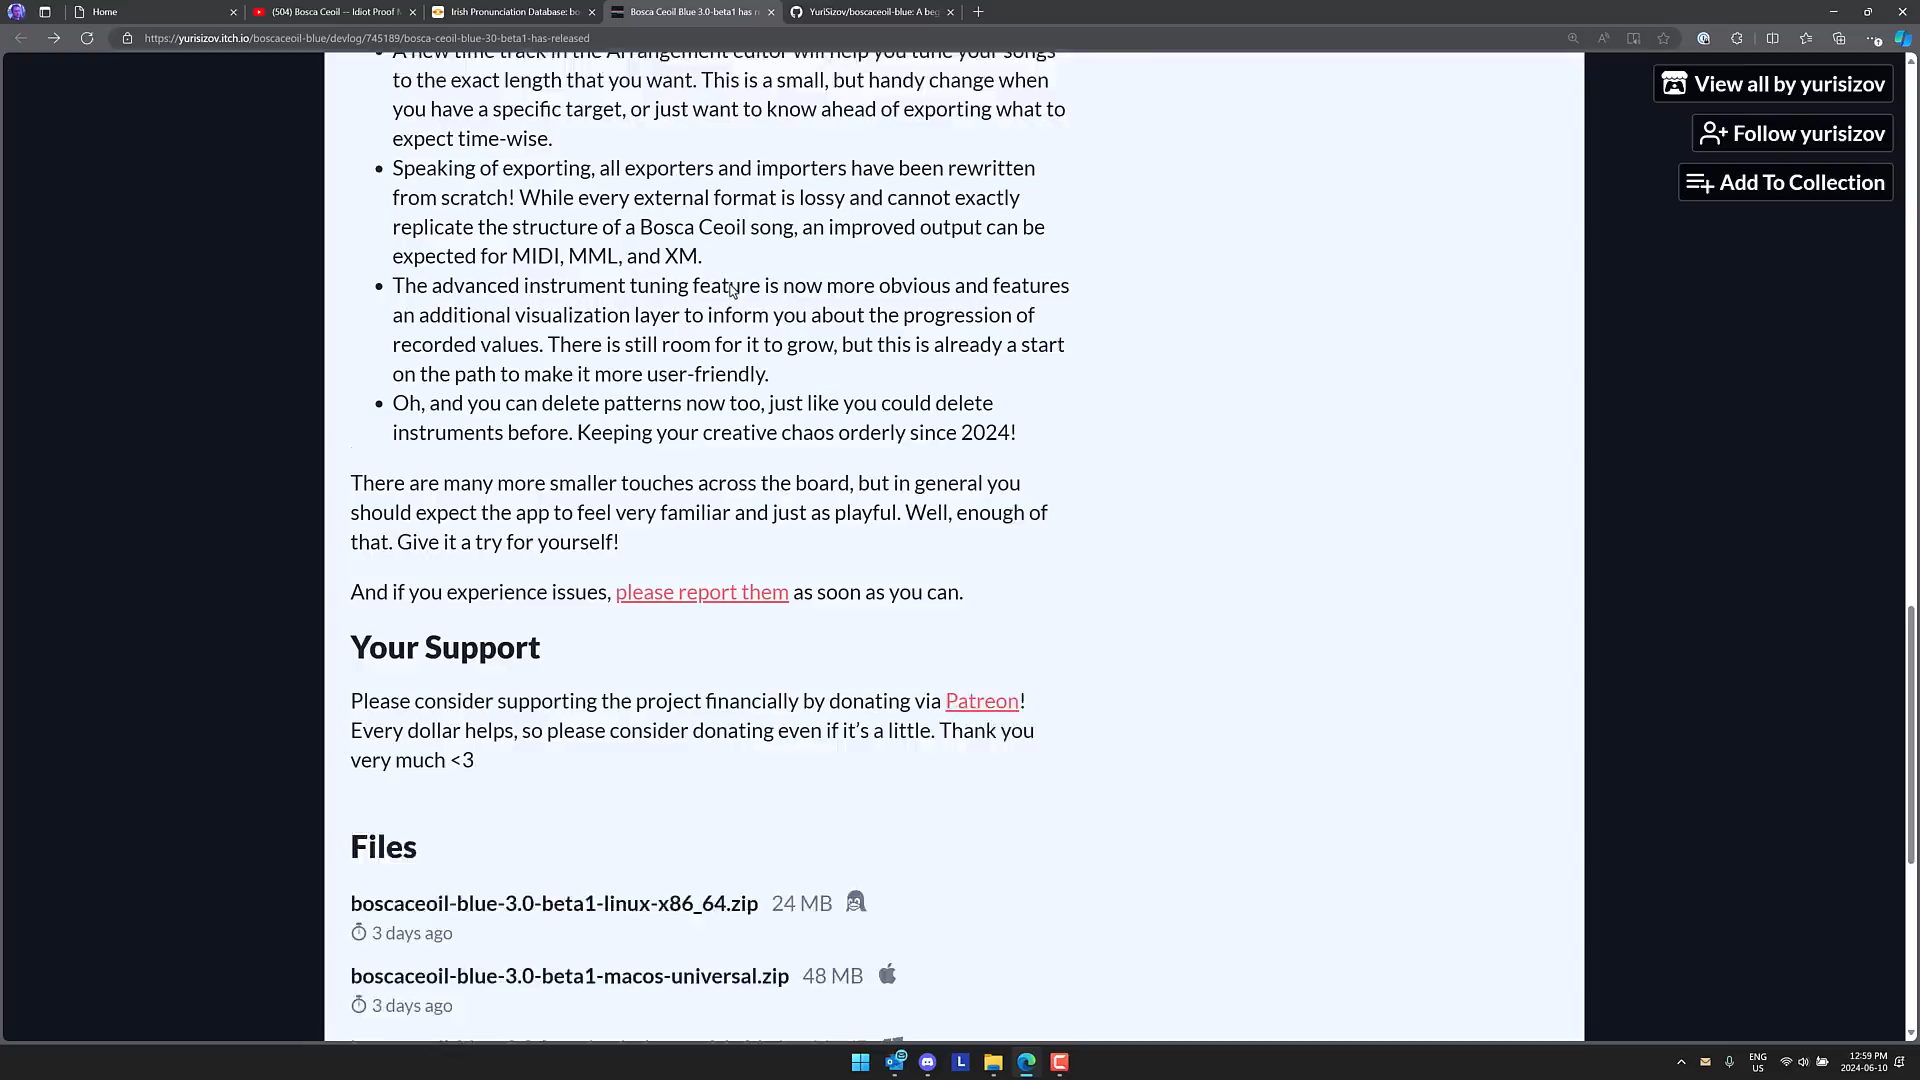 Home
(504) Bosca Ceoil -- Idiot Proof M
Irish Pronunciation Database: bo
Bosca Ceoil Blue 3.0-beta1 has r
YuriSizov/boscaceoil-blue: A beg
https://yurisizov.itch.io/boscaceoil-blue/devlog/745189/bosca-ceoil-blue-30-beta1-has-released
View all by yurisizov
Follow yurisizov
Add To Collection
A new time track in the Arrangement editor will help you tune your songs
to the exact length that you want. This is a small, but handy change when
you have a specific target, or just want to know ahead of exporting what to
expect time-wise.
Speaking of exporting, all exporters and importers have been rewritten
from scratch! While every external format is lossy and cannot exactly
replicate the structure of a Bosca Ceoil song, an improved output can be
expected for MIDI, MML, and XM.
The advanced instrument tuning feature is now more obvious and features
an additional visualization layer to inform you about the progression of
recorded values. There is still room for it to grow, but this is already a start
on the path to make it more user-friendly.
Oh, and you can delete patterns now too, just like you could delete
instruments before. Keeping your creative chaos orderly since 2024!
There are many more smaller touches across the board, but in general you
should expect the app to feel very familiar and just as playful. Well, enough of
that. Give it a try for yourself!
And if you experience issues, please report them as soon as you can.
Your Support
Please consider supporting the project financially by donating via Patreon!
Every dollar helps, so please consider donating even if it's a little. Thank you
very much <3
Files
boscaceoil-blue-3.0-beta1-linux-x86_64.zip 24 MB
3 days ago
boscaceoil-blue-3.0-beta1-macos-universal.zip 48 MB
3 days ago
L
ENG
US
12:59 PM
2024-06-10